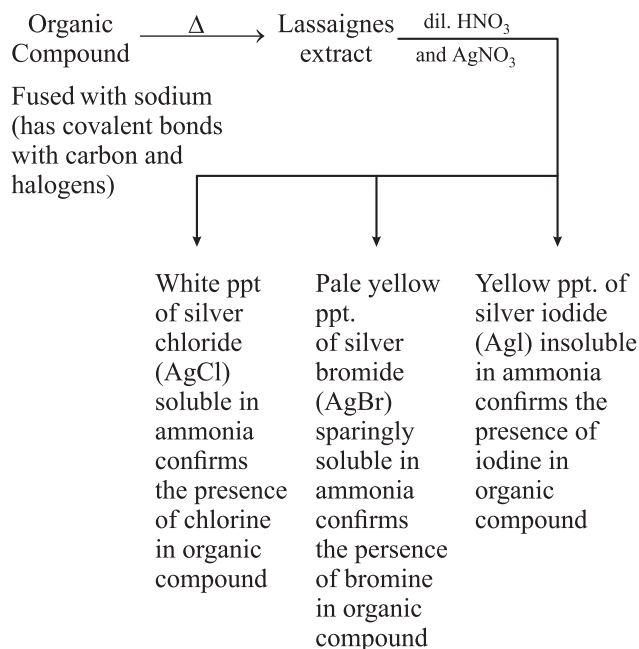 Organic
Compound
Δ
Lassaignes
extract
dil. HNO₃
and AgNO₃
Fused with sodium
(has covalent bonds
with carbon and
halogens)
White ppt
of silver
chloride
(AgCl)
soluble in
ammonia
confirms
the presence
of chlorine
in organic
compound
Pale yellow
ppt.
of silver
bromide
(AgBr)
sparingly
soluble in
ammonia
confirms
the persence
of bromine
in organic
compound
Yellow ppt. of
silver iodide
(Agl) insoluble
in ammonia
confirms the
presence of
iodine in
organic
compound